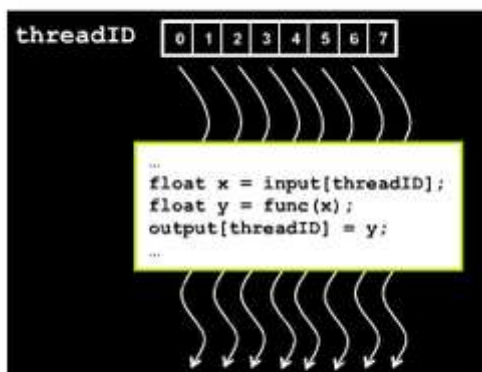 threadID 0 1 2 3 4 5 6 7
…
float x = input[threadID];
float y = func(x);
output[threadID] = y;
…